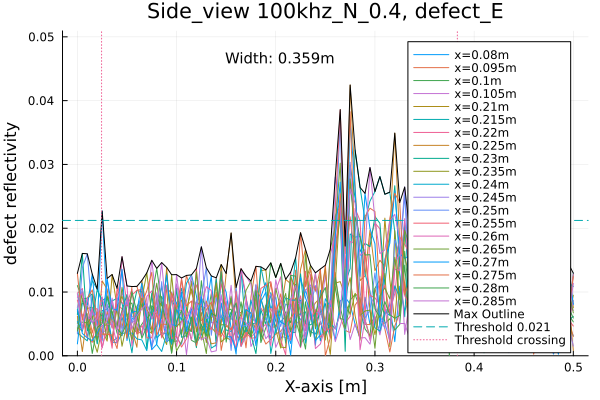 Side_view 100khz_N_0.4, defect_E
Width: 0.359m
defect reflectivity
0.05
0.04
0.03
0.02
0.01
0.00
0.0
0.1
0.2
0.3
0.4
0.5
X-axis [m]
x=0.08m
x=0.095m
x=0.1m
x=0.105m
x=0.21m
x=0.215m
x=0.22m
x=0.225m
x=0.23m
x=0.235m
x=0.24m
x=0.245m
x=0.25m
x=0.255m
x=0.26m
x=0.265m
x=0.27m
x=0.275m
x=0.28m
x=0.285m
Max Outline
Threshold 0.021
Threshold crossing